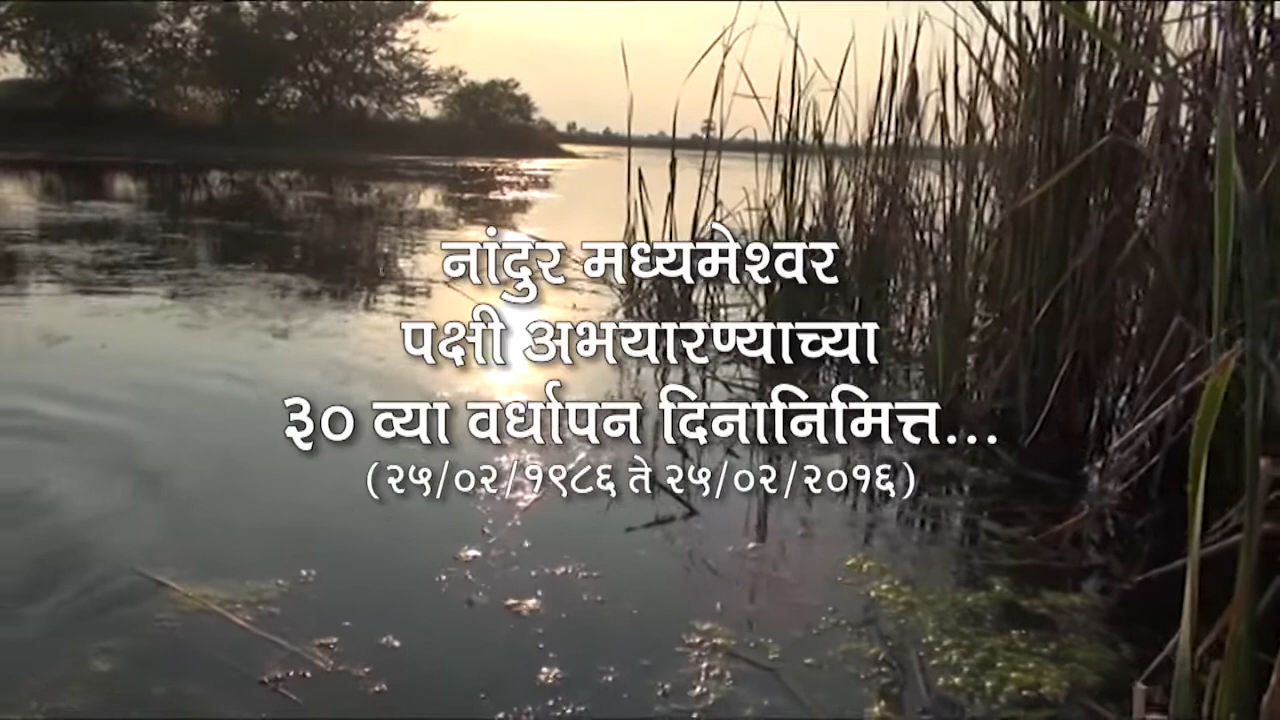 नांदुर मध्यमेश्वर
पक्षी अभयारण्याच्या
३० व्या वर्धापन दिनानिमित्त...
(२५/०२/१९८६ ते २५/०२/२०१६)